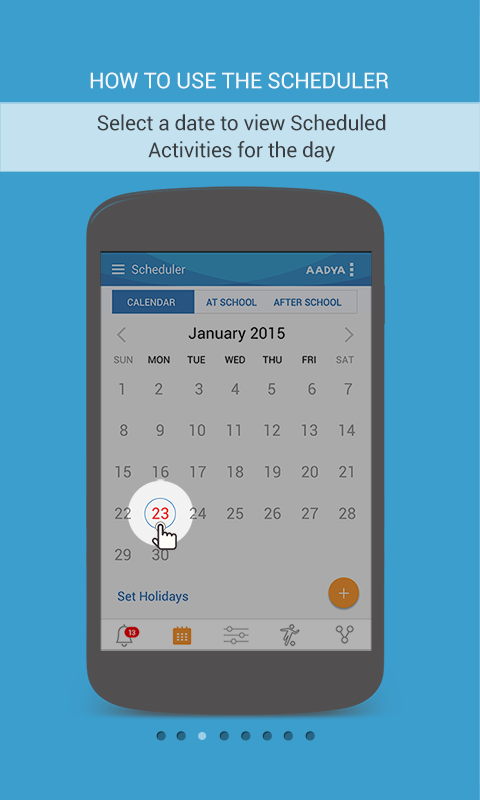 HOW TO USE THE SCHEDULER
Select a date to view Scheduled
Activities for the day
Scheduler AADYA
CALENDAR AT SCHOOL AFTER SCHOOL
January 2015
SUN MON TUE WED THU FRI SAT
1 2 3 4 5 6 7
8 9 10 11 12 13 14
15 16 17 18 19 20 21
22 23 24 25 26 27 28
29 30
Set Holidays
+
13